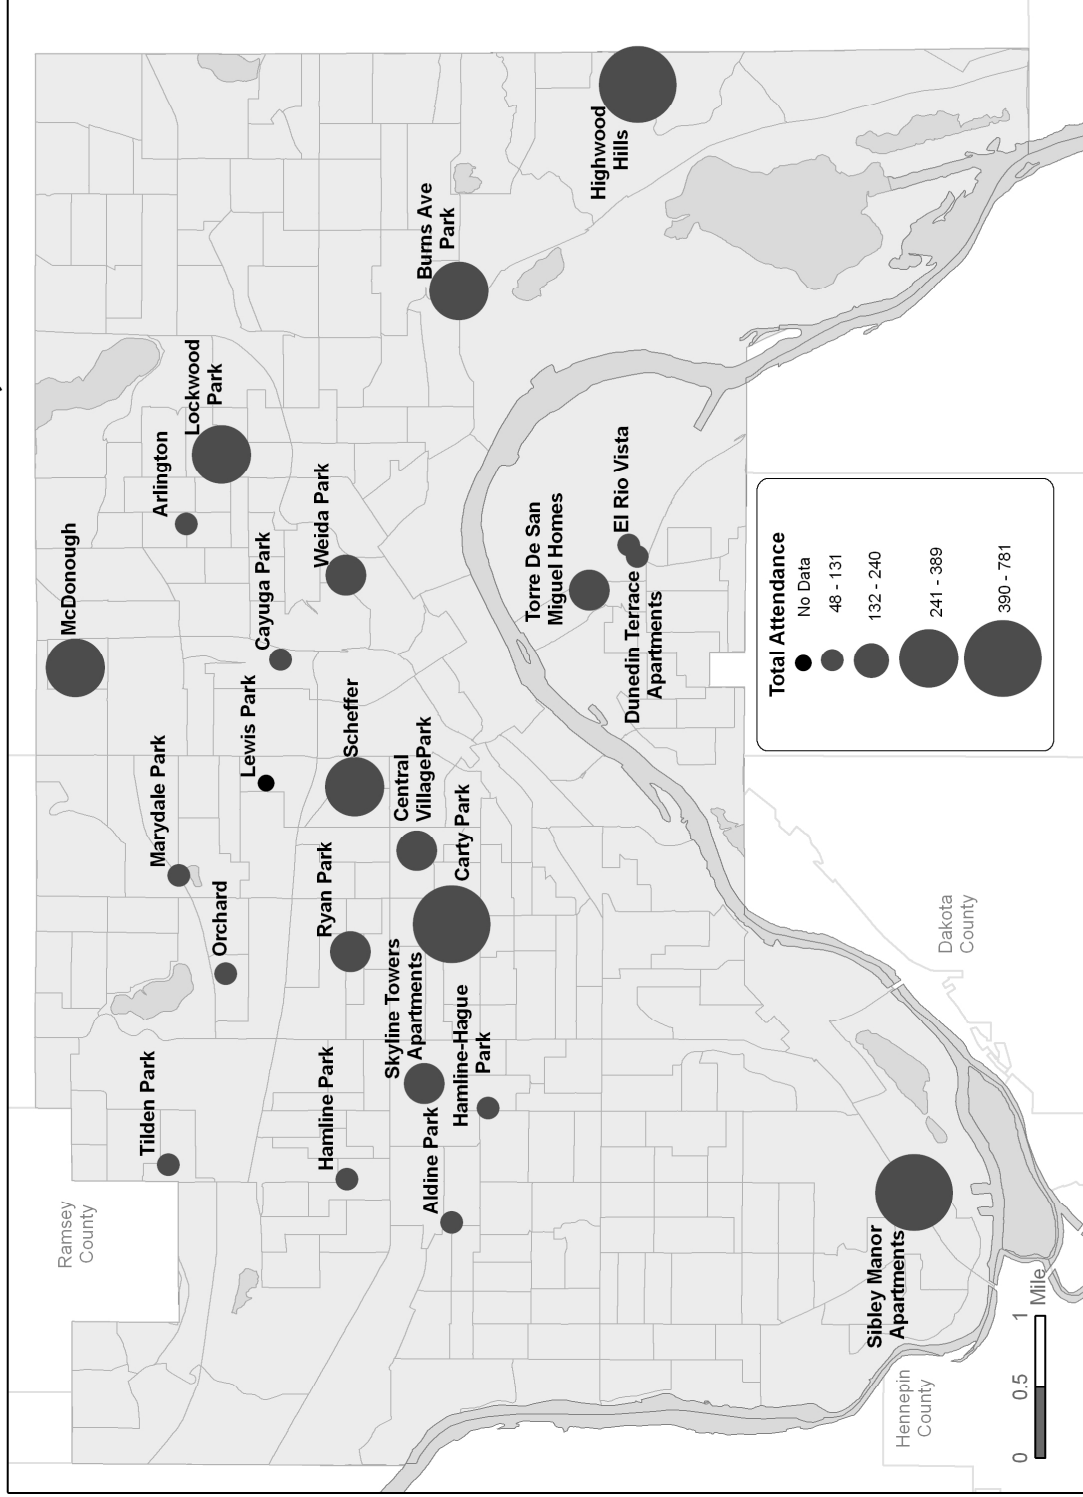 Ramsey
County
Tilden Park
Orchard
Marydale Park
McDonough
Arlington
Lockwood
Park
Lewis Park
Cayuga Park
Weida Park
Hamline Park
Ryan Park
Scheffer
Burns Ave
Park
Aldine Park
Skyline Towers
Apartments
Central
VillagePark
Hamline-Hague
Park
Carty Park
Torre De San
Miguel Homes
El Rio Vista
Dunedin Terrace
Apartments
Highwood
Hills
Sibley Manor
Apartments
Hennepin
County
Dakota
County
Total Attendance
No Data
48 - 131
132 - 240
241 - 389
390 - 781
0 0.5 1
Mile